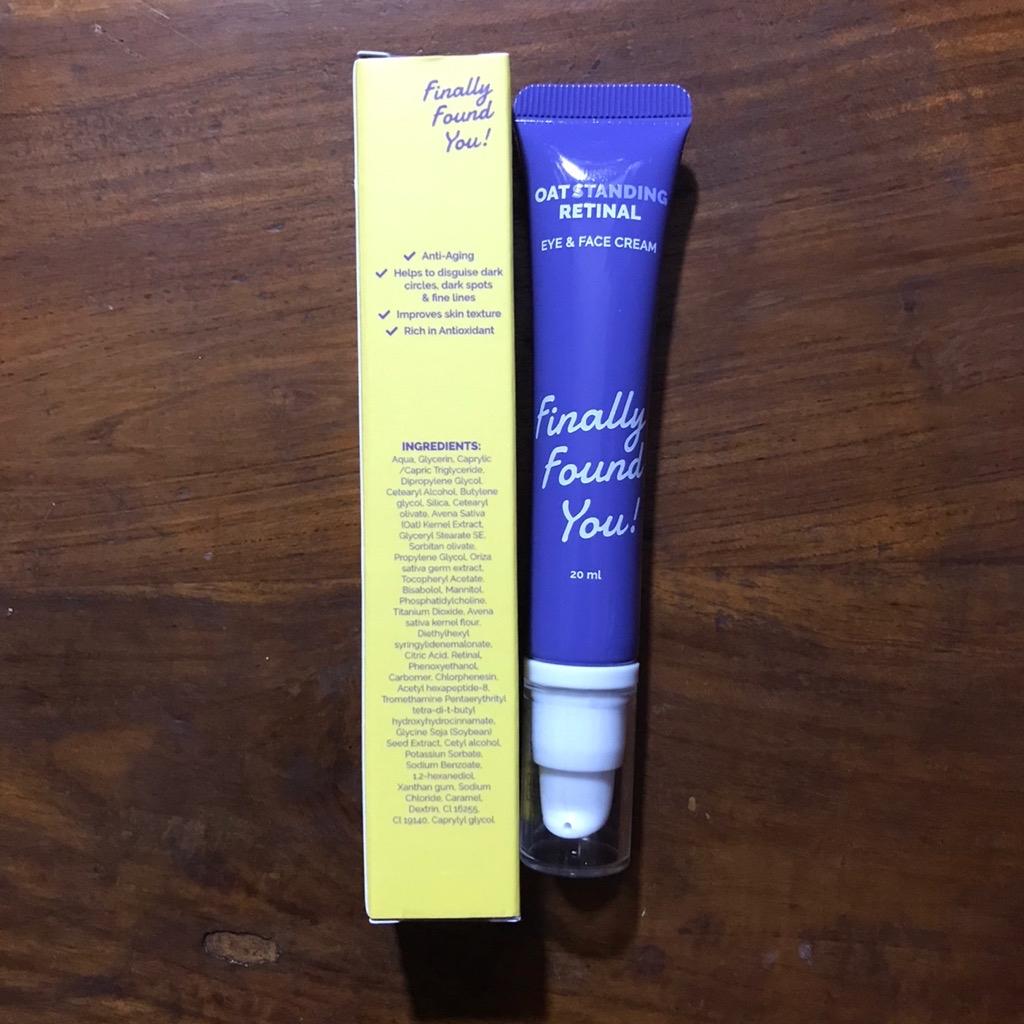 Finally
Found
You!
Anti-Aging
Helps to disguise dark
circles, dark spots
& fine lines
Improves skin texture
Rich in Antioxidant
INGREDIENTS:
Aqua, Glycerin, Caprylic
/Capric Triglyceride,
Dipropylene Glycol,
Cetearyl Alcohol, Butylene
glycol, Silica, Cetearyl
olivate, Avena Sativa
(Oat) Kernel Extract,
Glyceryl Stearate SE,
Sorbitan olivate,
Propylene Glycol, Oriza
sativa germ extract,
Tocopheryl Acetate,
Bisabolol, Mannitol,
Phosphatidylcholine,
Titanium Dioxide, Avena
sativa kernel flour,
Diethylhexyl
syringylidenemalonate,
Citric Acid, Retinal,
Phenoxyethanol,
Carbomer, Chlorphenesin,
Acetyl hexapeptide-8,
Tromethamine Pentaerythrityl
tetra-di-t-butyl
hydroxyhydrocinnamate,
Glycine Soja (Soybean)
Seed Extract, Cetyl alcohol,
Potassiun Sorbate,
Sodium Benzoate,
1,2-hexanediol,
Xanthan gum, Sodium
Chloride, Caramel,
Dextrin, CI 16255,
CI 19140, Caprylyl glycol
OATSTANDING
RETINAL
EYE & FACE CREAM
Finally
Found
You!
20 ml